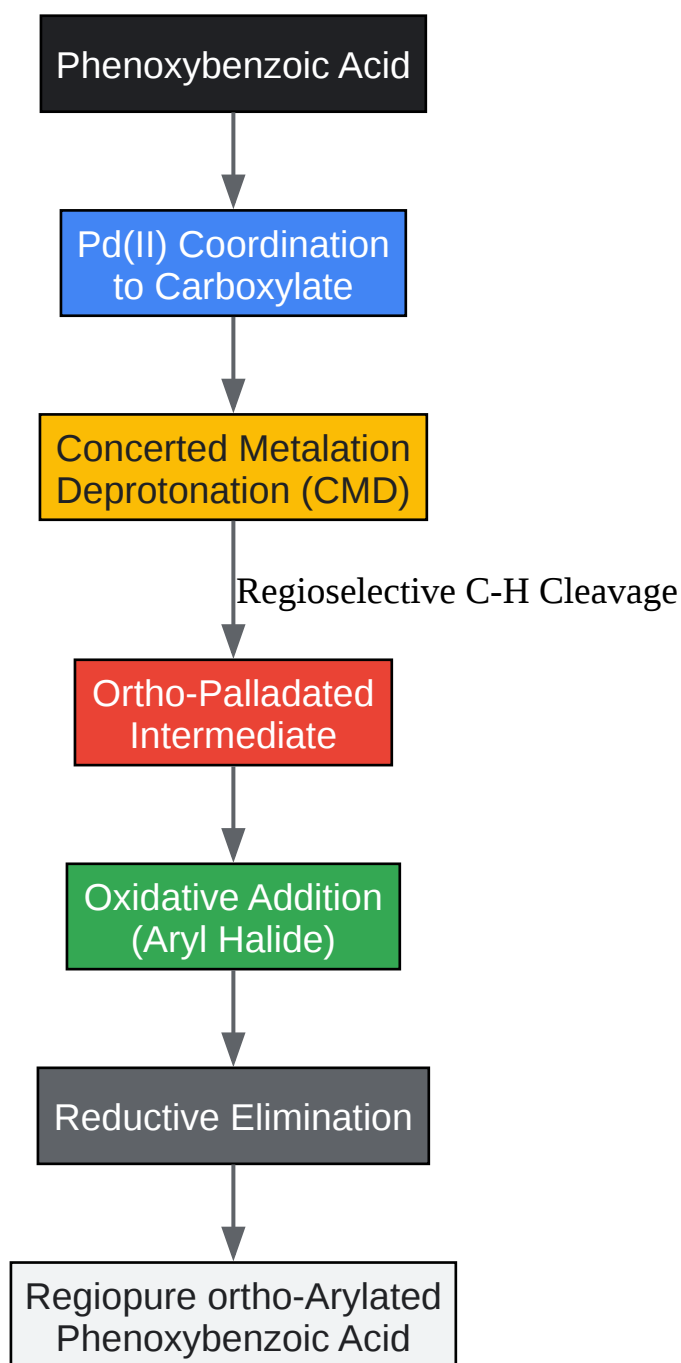 Phenoxybenzoic Acid
Pd(II) Coordination
to Carboxylate
Concerted Metalation
Deprotonation (CMD)
Regioselective C-H Cleavage
Ortho-Palladated
Intermediate
Oxidative Addition
(Aryl Halide)
Reductive Elimination
Regiopure ortho-Arylated
Phenoxybenzoic Acid